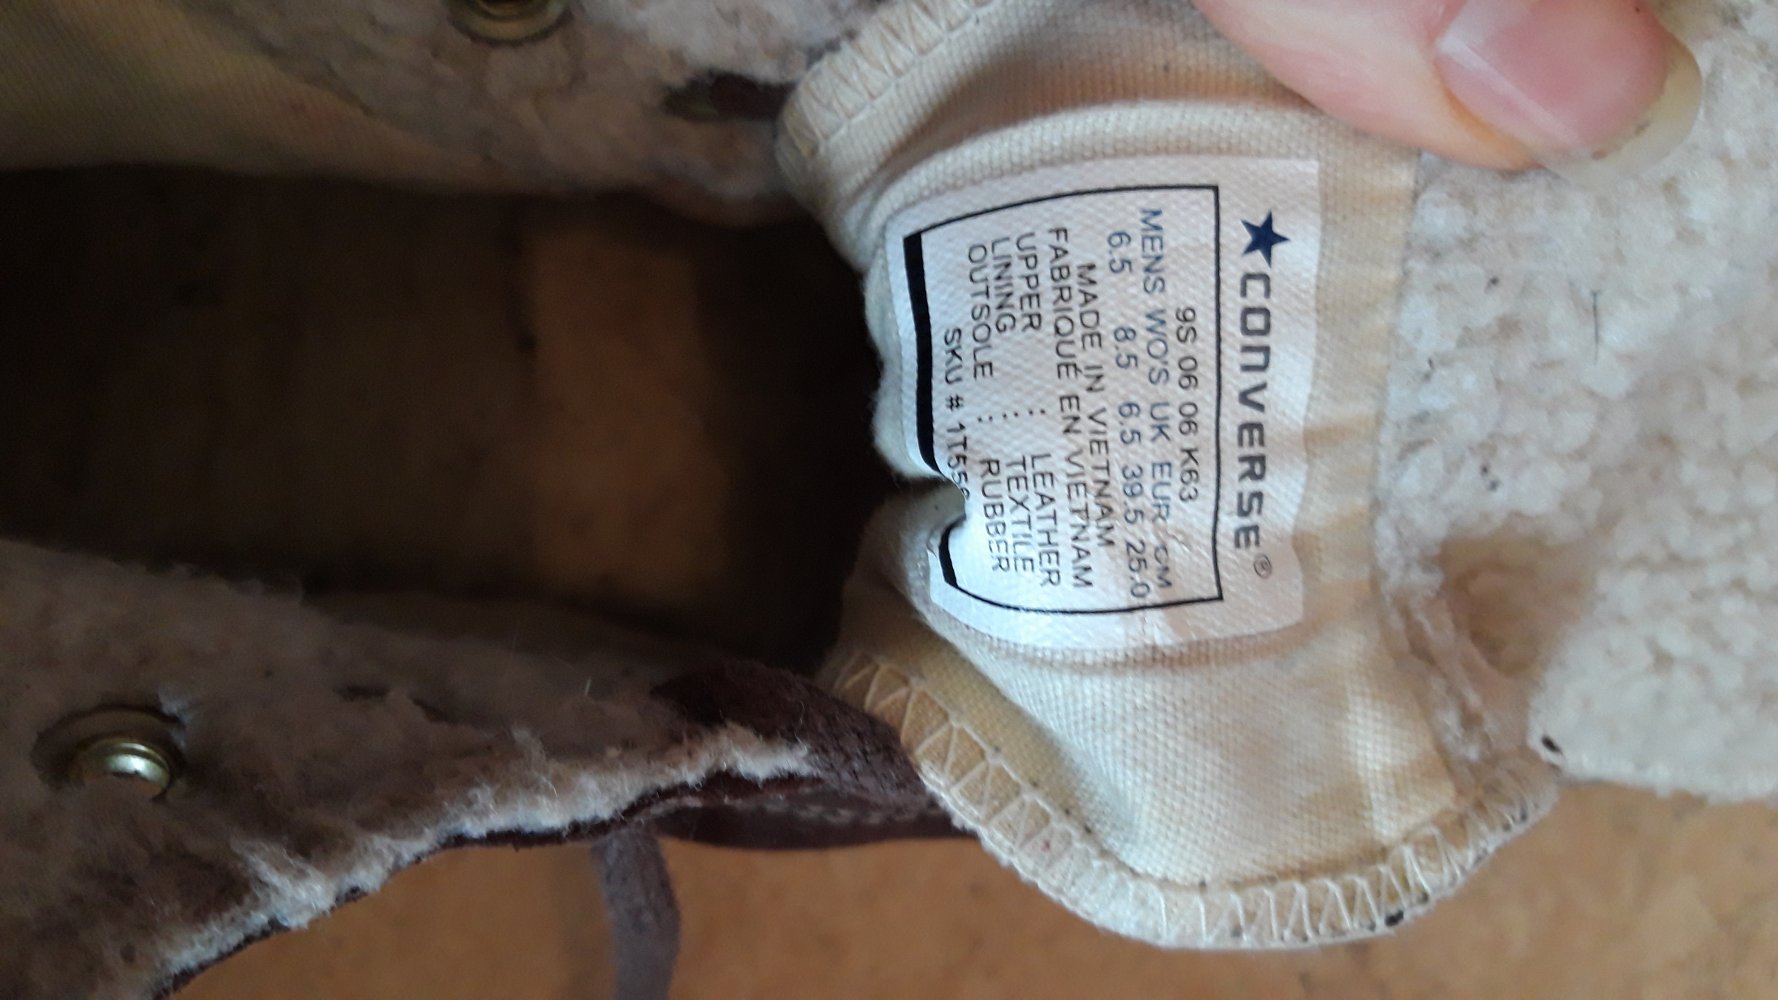 CONVERSE®
9S 06 06 K63
MENS WO'S UK EUR CM
6.5 8.5 6.5 39.5 25.0
MADE IN VIETNAM
FABRIQUÉ EN VIETNAM
UPPER : LEATHER
LINING : TEXTILE
OUTSOLE : RUBBER
SKU #